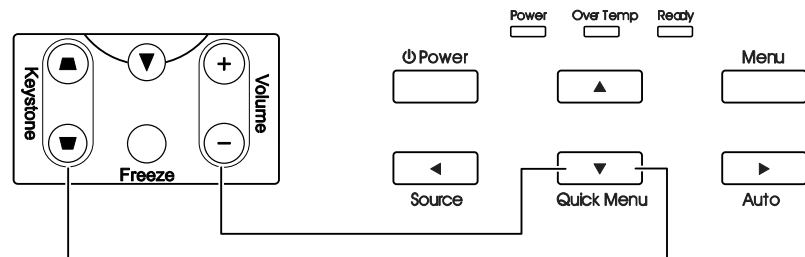 Power Over Temp Ready
⏻ Power Menu
Keystone
Volume
+
−
Freeze
Source Quick Menu Auto